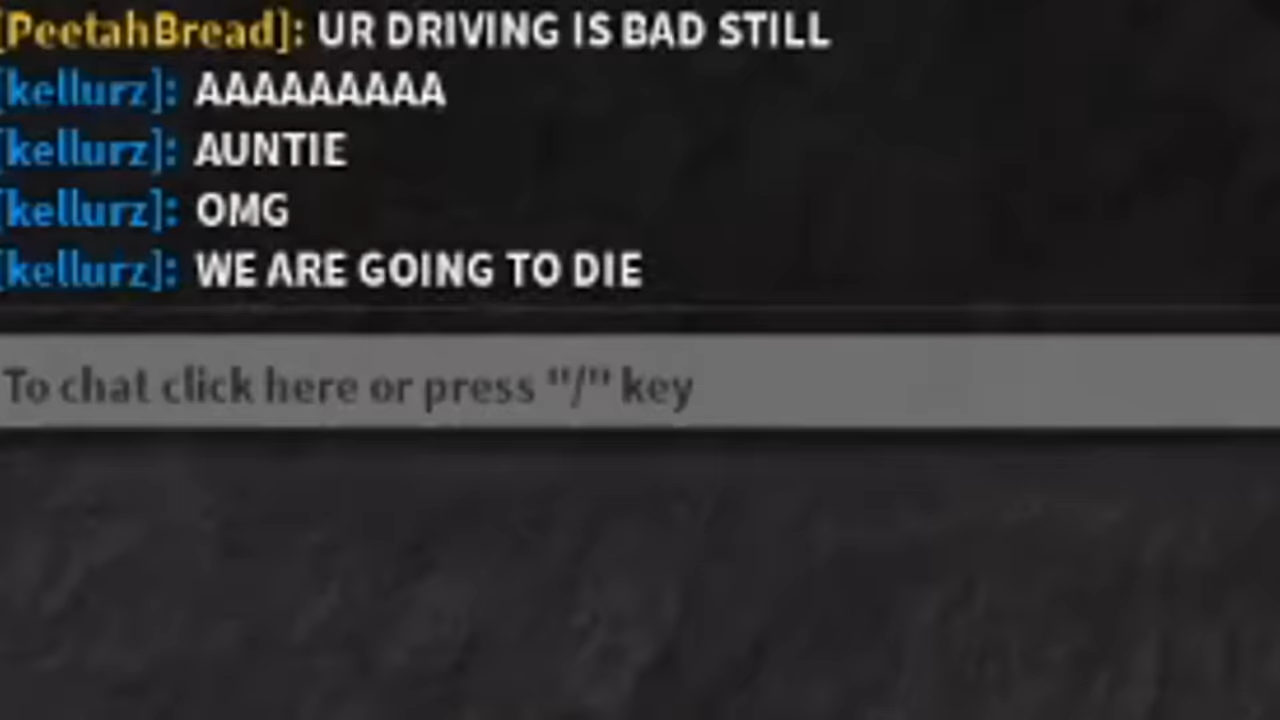 [PeetahBread]: UR DRIVING IS BAD STILL
[kellurz]: AAAAAAAAA
[kellurz]: AUNTIE
[kellurz]: OMG
[kellurz]: WE ARE GOING TO DIE
To chat click here or press "/" key